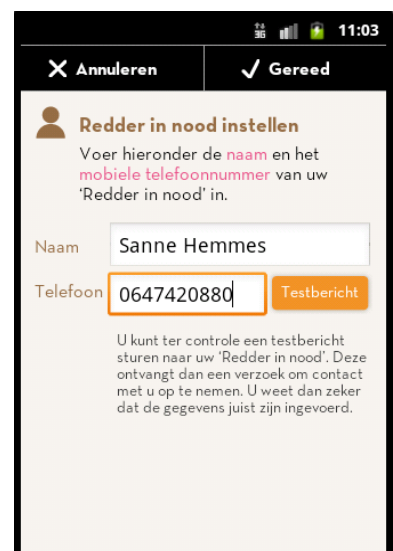 3G 11:03
Annuleren Gereed
Redder in nood instellen
Voer hieronder de naam en het
mobiele telefoonnummer van uw
‘Redder in nood’ in.
Naam Sanne Hemmes
Telefoon 0647420880 Testbericht
U kunt ter controle een testbericht
sturen naar uw ‘Redder in nood’. Deze
ontvangt dan een verzoek om contact
met u op te nemen. U weet dan zeker
dat de gegevens juist zijn ingevoerd.